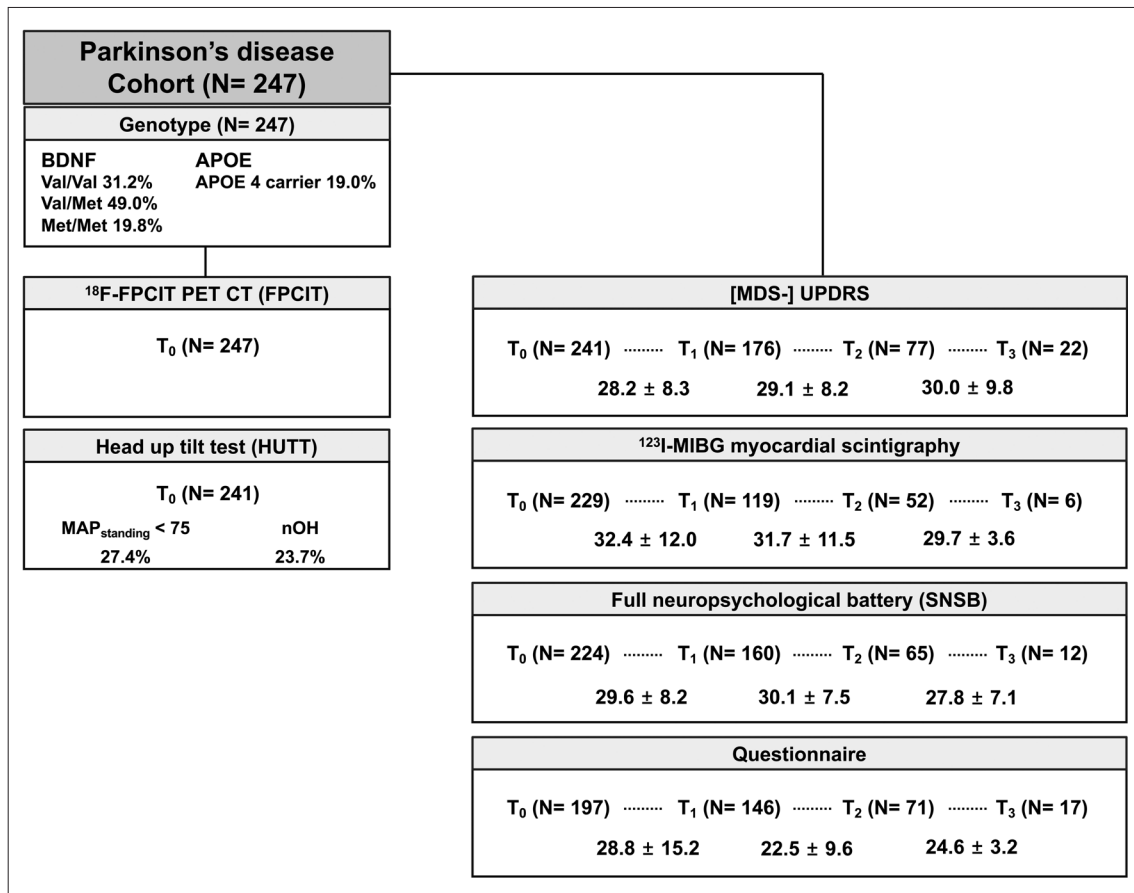 Parkinson's disease
Cohort (N= 247)
Genotype (N= 247)
BDNF APOE
Val/Val 31.2% APOE 4 carrier 19.0%
Val/Met 49.0%
Met/Met 19.8%
¹⁸F-FPCIT PET CT (FPCIT)
T₀ (N= 247)
Head up tilt test (HUTT)
T₀ (N= 241)
MAPstanding < 75 nOH
27.4% 23.7%
[MDS-] UPDRS
T₀ (N= 241) ········· T₁ (N= 176) ········· T₂ (N= 77) ········· T₃ (N= 22)
28.2 ± 8.3 29.1 ± 8.2 30.0 ± 9.8
¹²³I-MIBG myocardial scintigraphy
T₀ (N= 229) ········· T₁ (N= 119) ········· T₂ (N= 52) ········· T₃ (N= 6)
32.4 ± 12.0 31.7 ± 11.5 29.7 ± 3.6
Full neuropsychological battery (SNSB)
T₀ (N= 224) ········· T₁ (N= 160) ········· T₂ (N= 65) ········· T₃ (N= 12)
29.6 ± 8.2 30.1 ± 7.5 27.8 ± 7.1
Questionnaire
T₀ (N= 197) ········· T₁ (N= 146) ········· T₂ (N= 71) ········· T₃ (N= 17)
28.8 ± 15.2 22.5 ± 9.6 24.6 ± 3.2